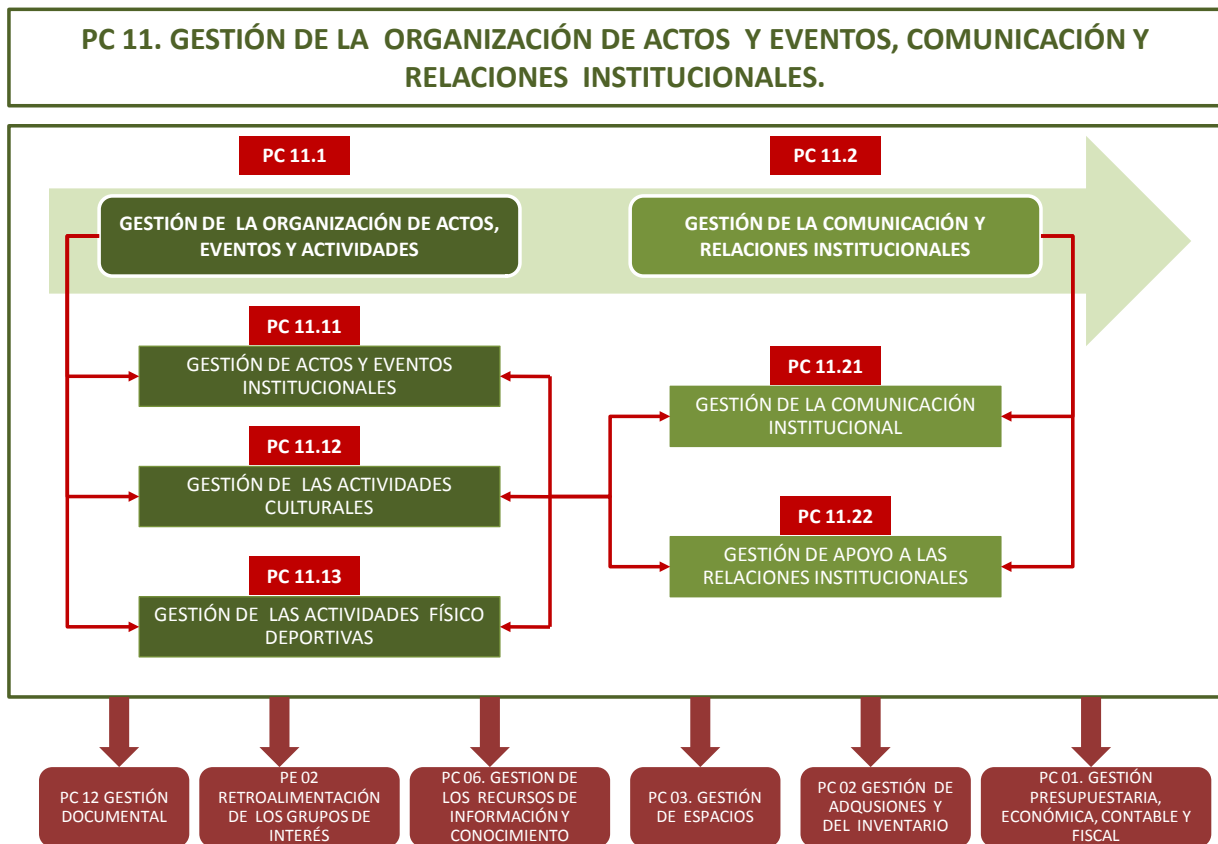 PC 11. GESTIÓN DE LA ORGANIZACIÓN DE ACTOS Y EVENTOS, COMUNICACIÓN Y
RELACIONES INSTITUCIONALES.
PC 11.1
GESTIÓN DE LA ORGANIZACIÓN DE ACTOS,
EVENTOS Y ACTIVIDADES
PC 11.2
GESTIÓN DE LA COMUNICACIÓN Y
RELACIONES INSTITUCIONALES
PC 11.11
GESTIÓN DE ACTOS Y EVENTOS
INSTITUCIONALES
PC 11.12
GESTIÓN DE LAS ACTIVIDADES
CULTURALES
PC 11.13
GESTIÓN DE LAS ACTIVIDADES FÍSICO
DEPORTIVAS
PC 11.21
GESTIÓN DE LA COMUNICACIÓN
INSTITUCIONAL
PC 11.22
GESTIÓN DE APOYO A LAS
RELACIONES INSTITUCIONALES
PC 12 GESTIÓN
DOCUMENTAL
PE 02
RETROALIMENTACIÓN
DE LOS GRUPOS DE
INTERÉS
PC 06. GESTION DE
LOS RECURSOS DE
INFORMACIÓN Y
CONOCIMIENTO
PC 03. GESTIÓN
DE ESPACIOS
PC 02 GESTIÓN DE
ADQUSIONES Y
DEL INVENTARIO
PC 01. GESTIÓN
PRESUPUESTARIA,
ECONÓMICA, CONTABLE Y
FISCAL